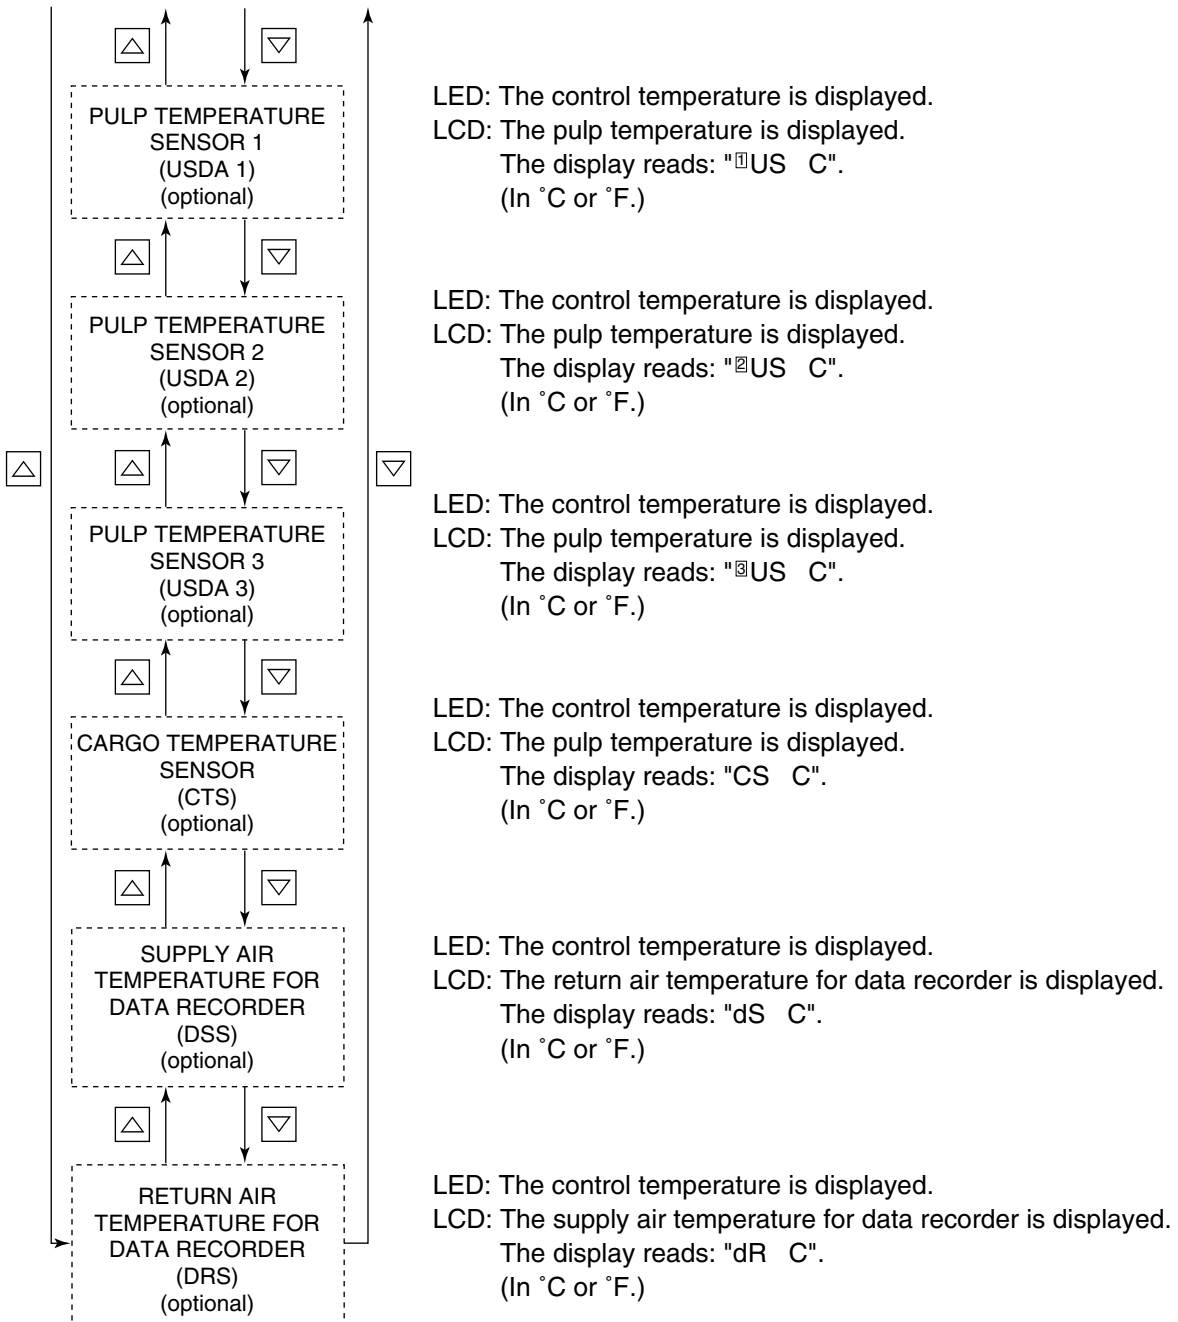 PULP TEMPERATURE
SENSOR 1
(USDA 1)
(optional)
LED: The control temperature is displayed.
LCD: The pulp temperature is displayed.
The display reads: "1US   C".
(In ˚C or ˚F.)
PULP TEMPERATURE
SENSOR 2
(USDA 2)
(optional)
LED: The control temperature is displayed.
LCD: The pulp temperature is displayed.
The display reads: "2US   C".
(In ˚C or ˚F.)
PULP TEMPERATURE
SENSOR 3
(USDA 3)
(optional)
LED: The control temperature is displayed.
LCD: The pulp temperature is displayed.
The display reads: "3US   C".
(In ˚C or ˚F.)
CARGO TEMPERATURE
SENSOR
(CTS)
(optional)
LED: The control temperature is displayed.
LCD: The pulp temperature is displayed.
The display reads: "CS   C".
(In ˚C or ˚F.)
SUPPLY AIR
TEMPERATURE FOR
DATA RECORDER
(DSS)
(optional)
LED: The control temperature is displayed.
LCD: The return air temperature for data recorder is displayed.
The display reads: "dS   C".
(In ˚C or ˚F.)
RETURN AIR
TEMPERATURE FOR
DATA RECORDER
(DRS)
(optional)
LED: The control temperature is displayed.
LCD: The supply air temperature for data recorder is displayed.
The display reads: "dR   C".
(In ˚C or ˚F.)